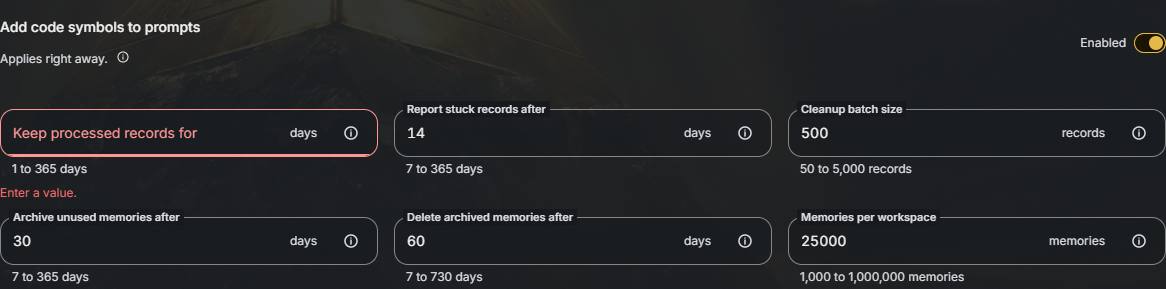 Add code symbols to prompts
Applies right away.
Enabled
Keep processed records for days
1 to 365 days
Enter a value.
Report stuck records after
14 days
7 to 365 days
Cleanup batch size
500 records
50 to 5,000 records
Archive unused memories after
30 days
7 to 365 days
Delete archived memories after
60 days
7 to 730 days
Memories per workspace
25000 memories
1,000 to 1,000,000 memories